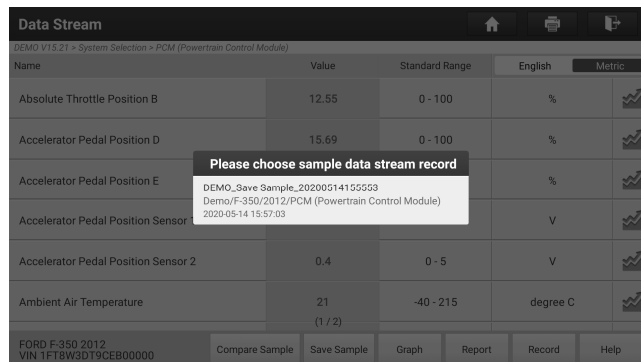 Data Stream
DEMO V15.21 > System Selection > PCM (Powertrain Control Module)
Name Value Standard Range English Metric
Absolute Throttle Position B 12.55 0 - 100 %
Accelerator Pedal Position D 15.69 0 - 100 %
Please choose sample data stream record
Accelerator Pedal Position E %
DEMO_Save Sample_20200514155553
Demo/F-350/2012/PCM (Powertrain Control Module)
2020-05-14 15:57:03
Accelerator Pedal Position Sensor V
Accelerator Pedal Position Sensor 2 0.4 0 - 5 V
Ambient Air Temperature 21 -40 - 215 degree C
(1 / 2)
FORD F-350 2012
VIN 1FT8W3DT9CEB00000
Compare Sample Save Sample Graph Report Record Help